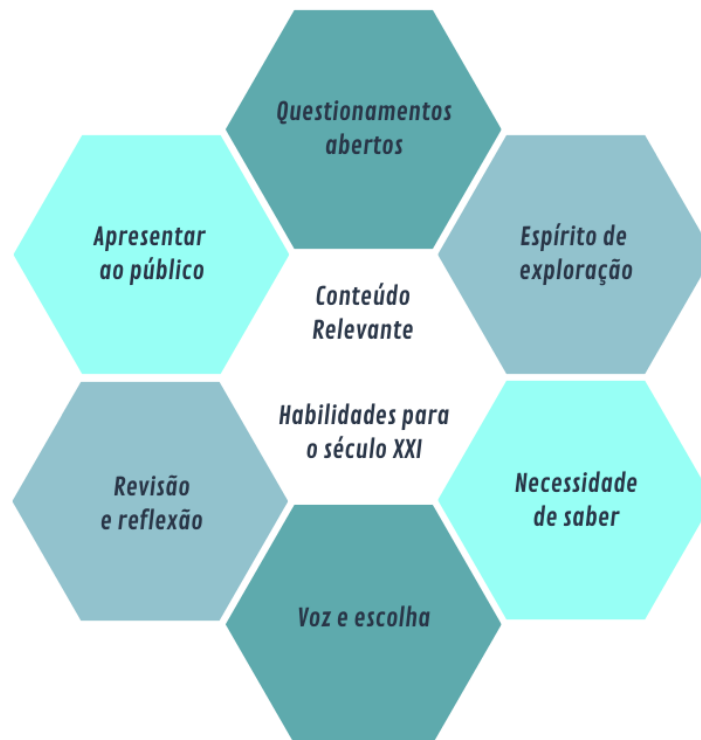 Questionamentos
abertos
Espírito de
exploração
Necessidade
de saber
Voz e escolha
Revisão
e reflexão
Apresentar
ao público
Conteúdo
Relevante
Habilidades para
o século XXI